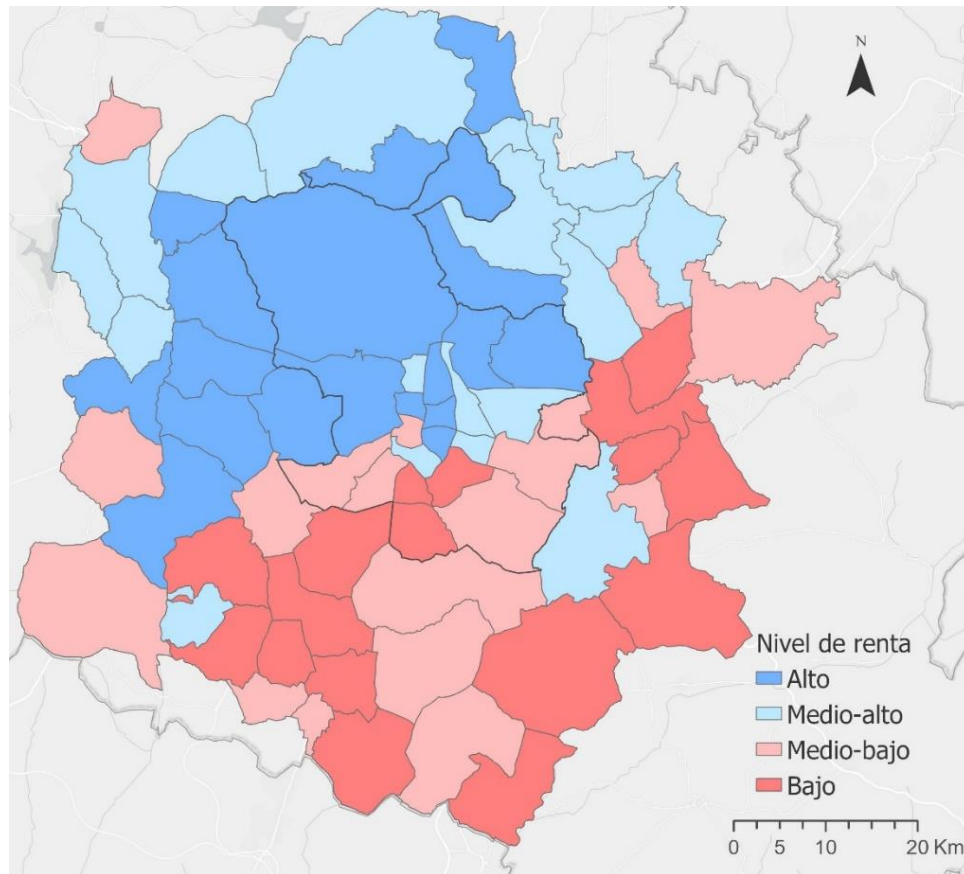 N
Nivel de renta
Alto
Medio-alto
Medio-bajo
Bajo
0 5 10 20 Km